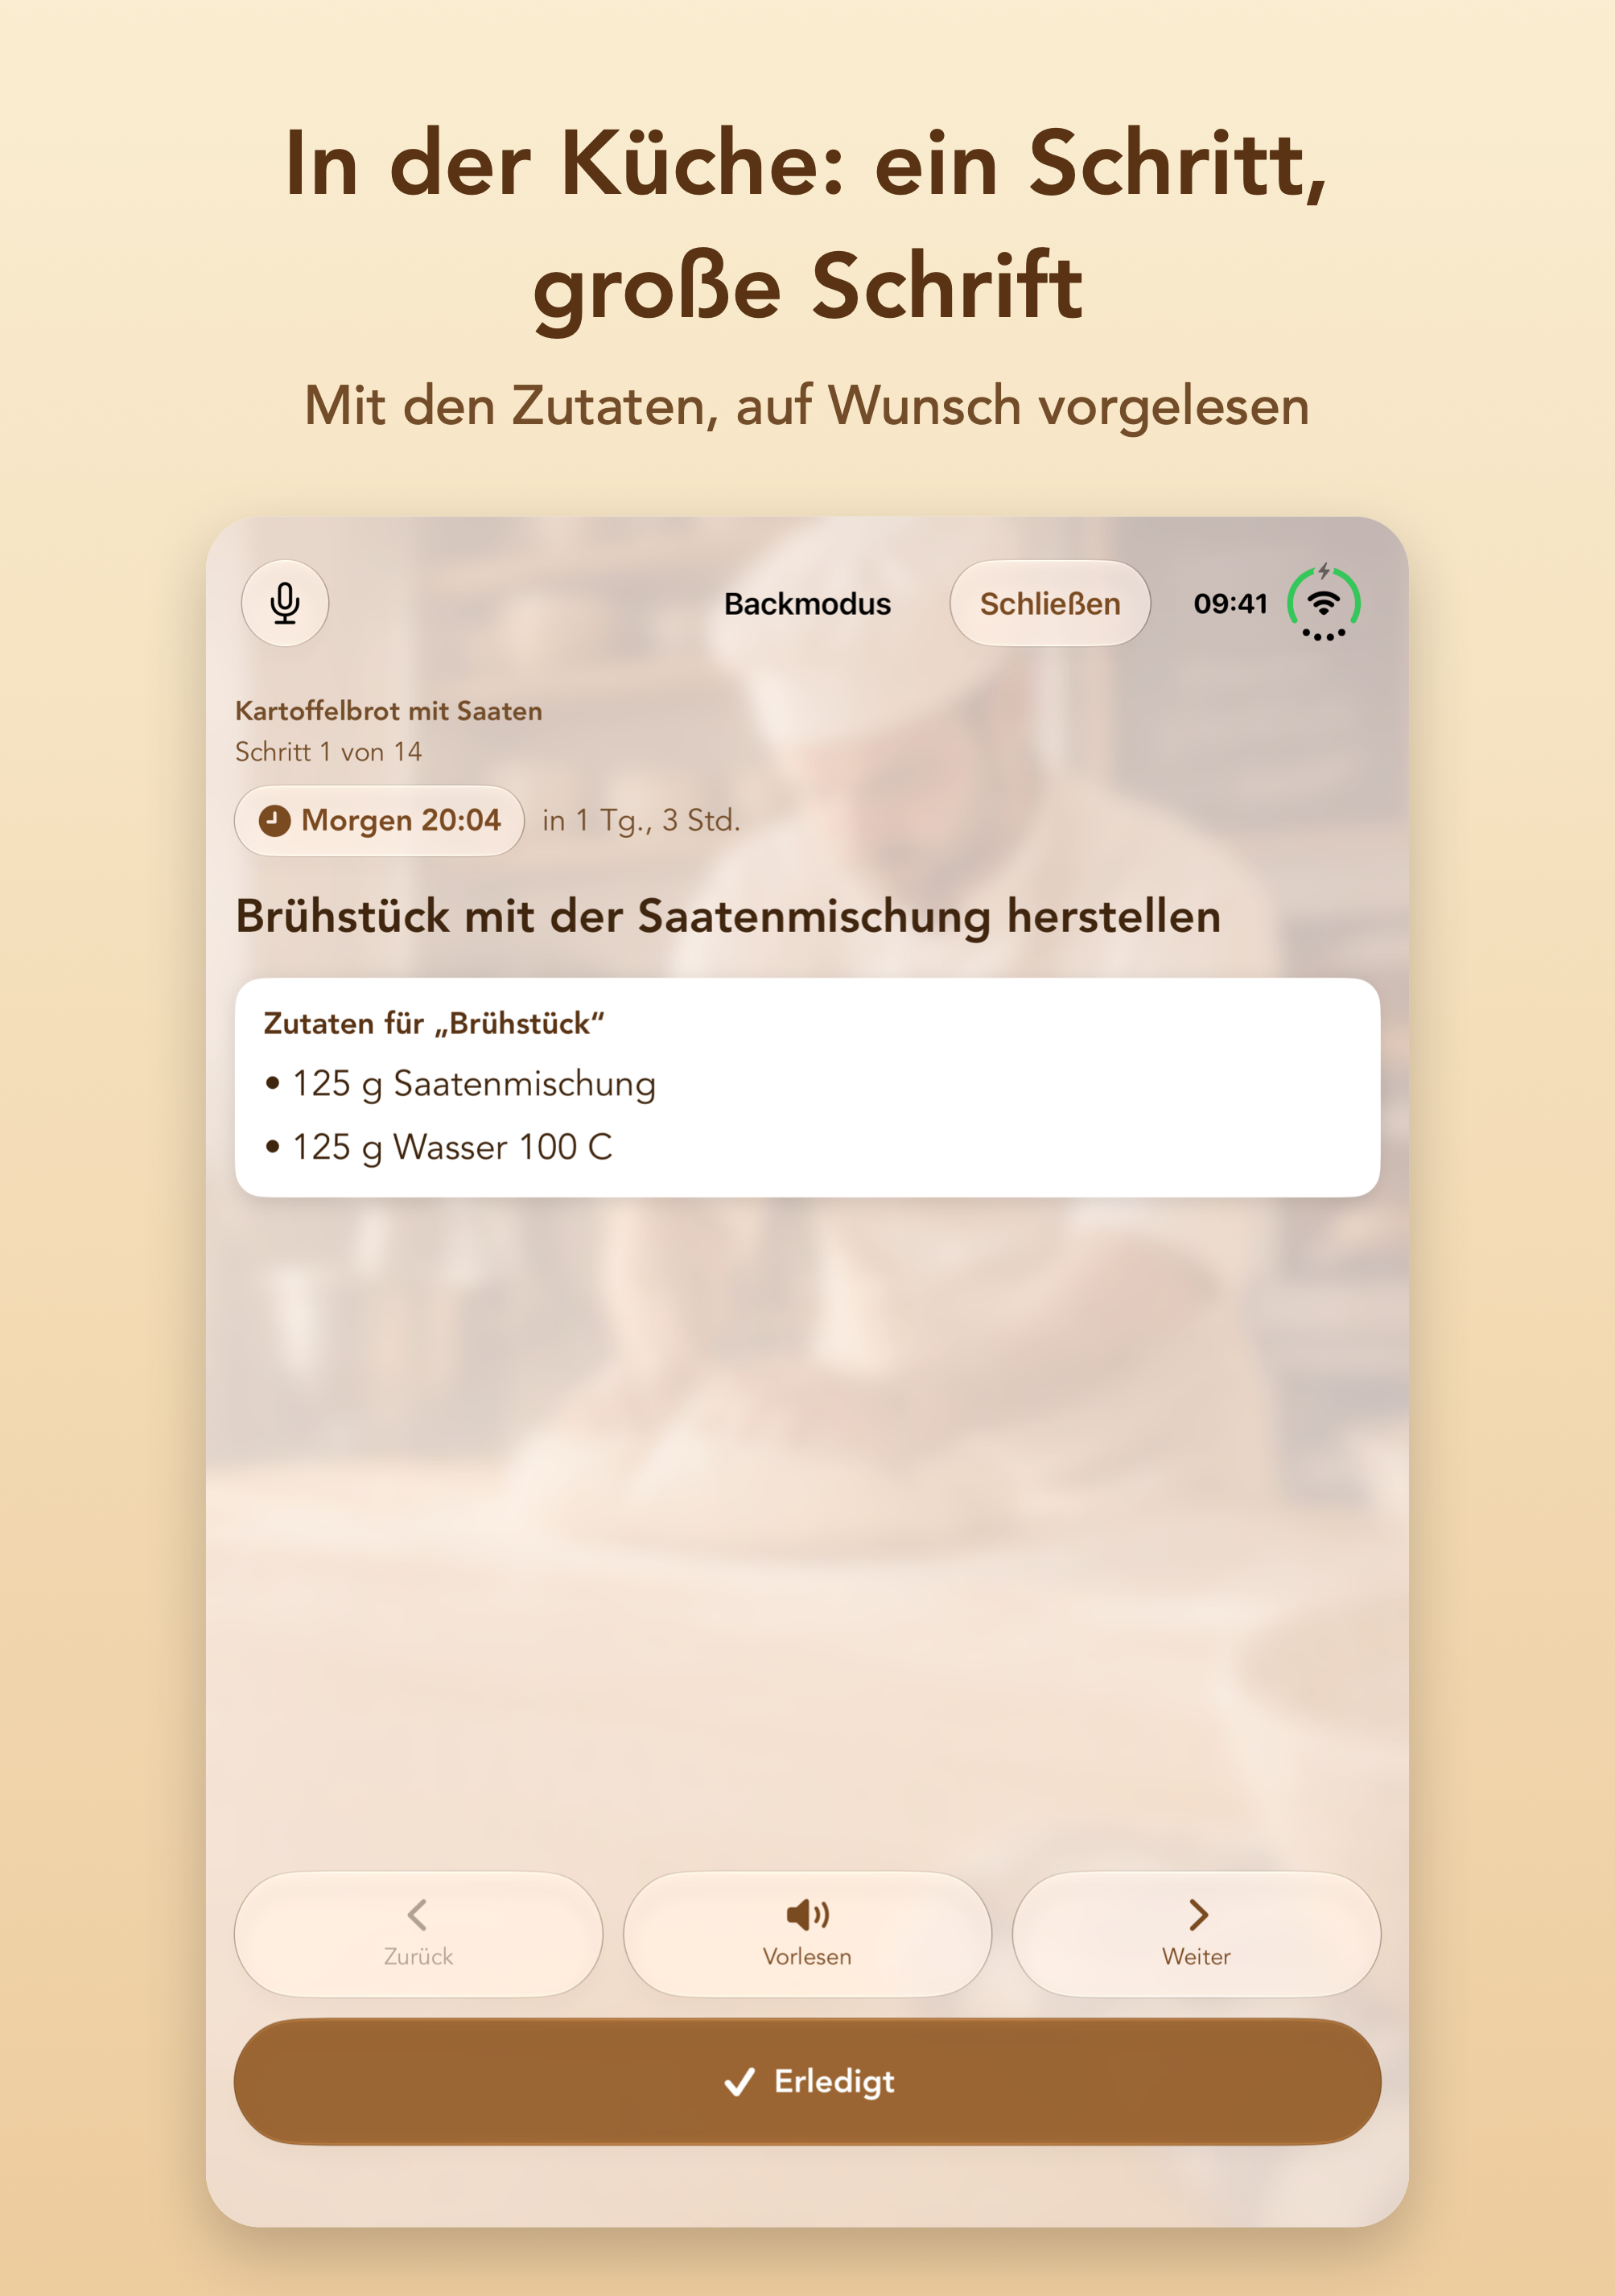 In der Küche: ein Schritt,
große Schrift
Mit den Zutaten, auf Wunsch vorgelesen
Backmodus
Schließen
09:41
Kartoffelbrot mit Saaten
Schritt 1 von 14
Morgen 20:04 in 1 Tg., 3 Std.
Brühstück mit der Saatenmischung herstellen
Zutaten für „Brühstück“
• 125 g Saatenmischung
• 125 g Wasser 100 C
Zurück
Vorlesen
Weiter
Erledigt